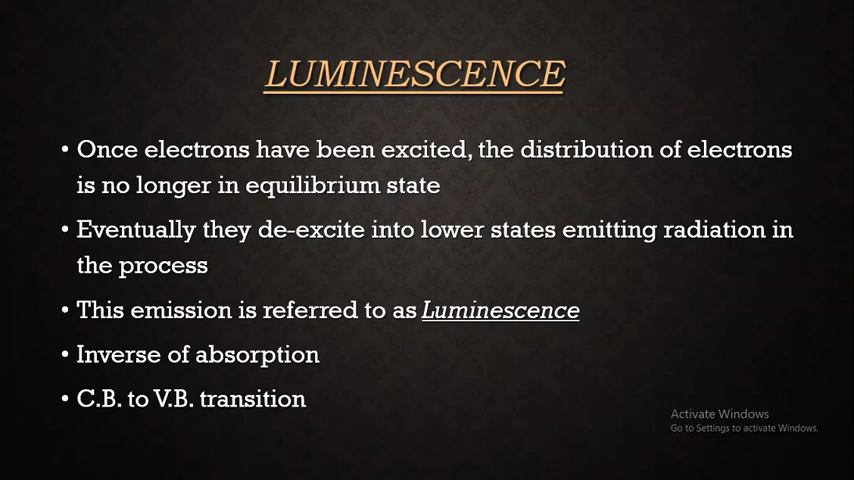 LUMINESCENCE
• Once electrons have been excited, the distribution of electrons
is no longer in equilibrium state
• Eventually they de-excite into lower states emitting radiation in
the process
• This emission is referred to as Luminescence
• Inverse of absorption
• C.B. to V.B. transition
Activate Windows
Go to Settings to activate Windows.